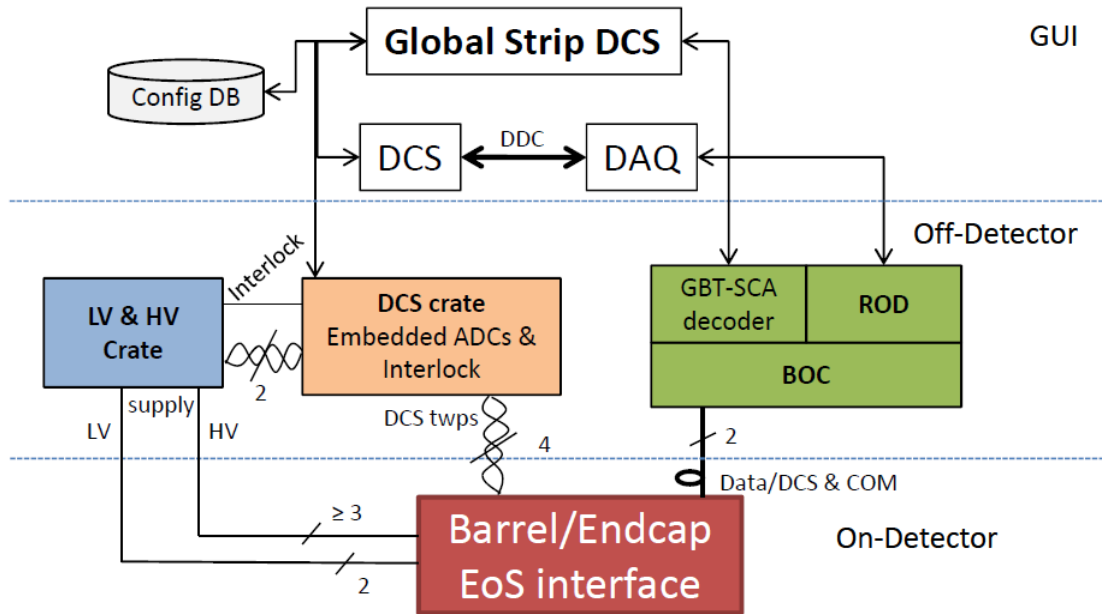 Global Strip DCS
GUI
Config DB
DCS
DDC
DAQ
Off-Detector
Interlock
LV & HV
Crate
DCS crate
Embedded ADCs &
Interlock
GBT-SCA
decoder
ROD
BOC
2
supply
LV
HV
DCS twps
4
2
Data/DCS & COM
≥ 3
2
Barrel/Endcap
EoS interface
On-Detector